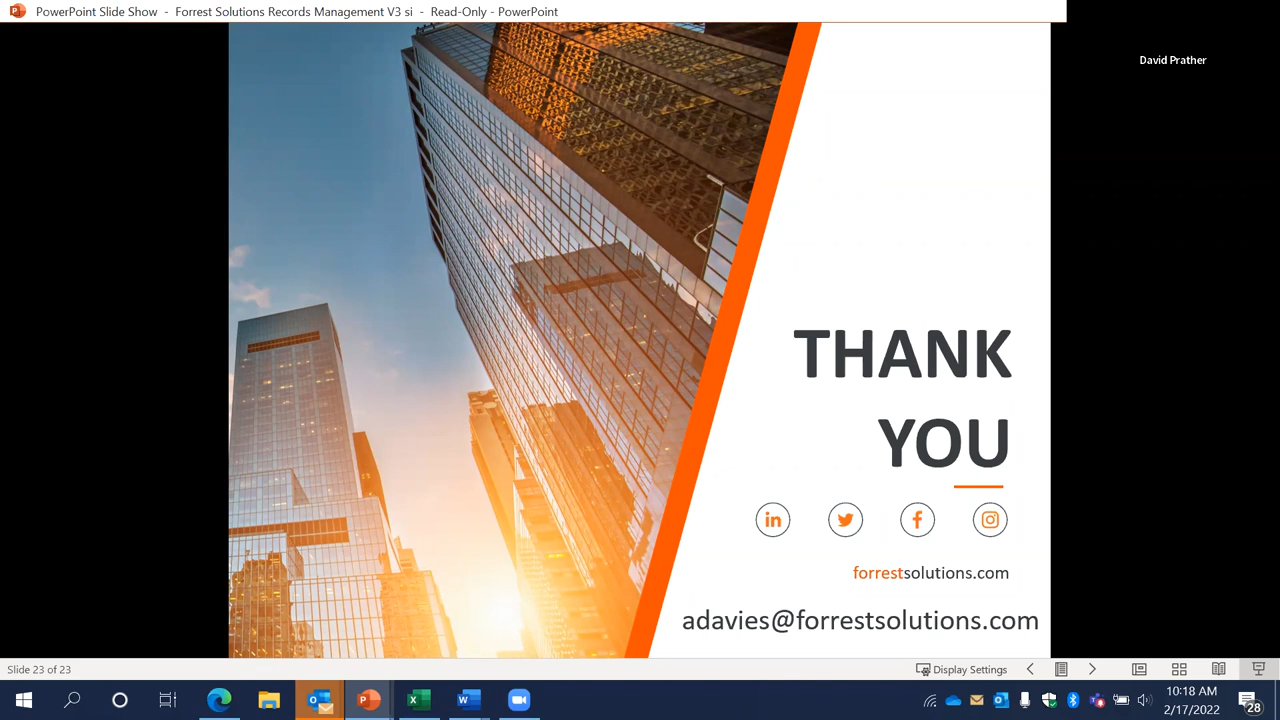 PowerPoint Slide Show - Forrest Solutions Records Management V3 si - Read-Only - PowerPoint
David Prather
THANK
YOU
in
f
forrestsolutions.com
adavies@forrestsolutions.com
Slide 23 of 23
Display Settings
10:18 AM
2/17/2022
28